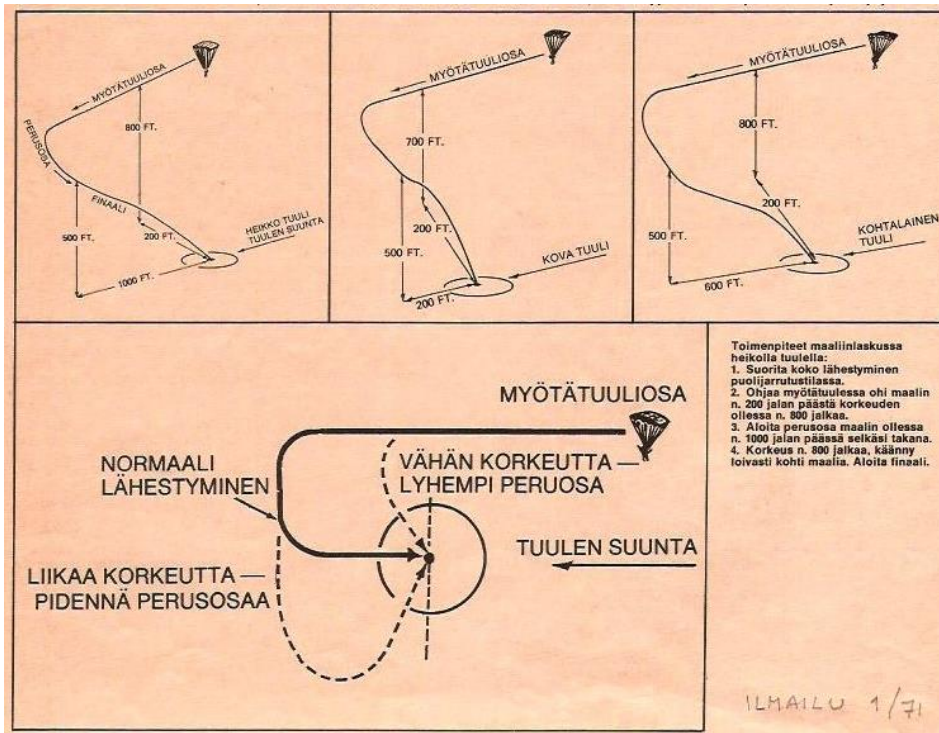 MYÖTÄTUULIOSA
800 FT.
PERUSOSA
FINAALI
500 FT.
200 FT.
1000 FT.
HEIKKO TUULI
TUULEN SUUNTA
MYÖTÄTUULIOSA
700 FT.
200 FT.
500 FT.
200 FT.
KOVA TUULI
MYÖTÄTUULIOSA
800 FT.
200 FT.
500 FT.
600 FT.
KOHTALAINEN
TUULI
MYÖTÄTUULIOSA
NORMAALI
LÄHESTYMINEN
VÄHÄN KORKEUTTA —
LYHEMPI PERUOSA
TUULEN SUUNTA
LIIKAA KORKEUTTA —
PIDENNÄ PERUSOSAA
Toimenpiteet maaliinlaskussa
heikolla tuulella:
1. Suorita koko lähestyminen
puolijarrutustilassa.
2. Ohjaa myötätuulessa ohi maalin
n. 200 jalan päästä korkeuden
ollessa n. 800 jalkaa.
3. Aloita perusosa maalin ollessa
n. 1000 jalan päässä selkäsi takana.
4. Korkeus n. 800 jalkaa, käänny
loivasti kohti maalia. Aloita finaali.
ILMAILU 1/71